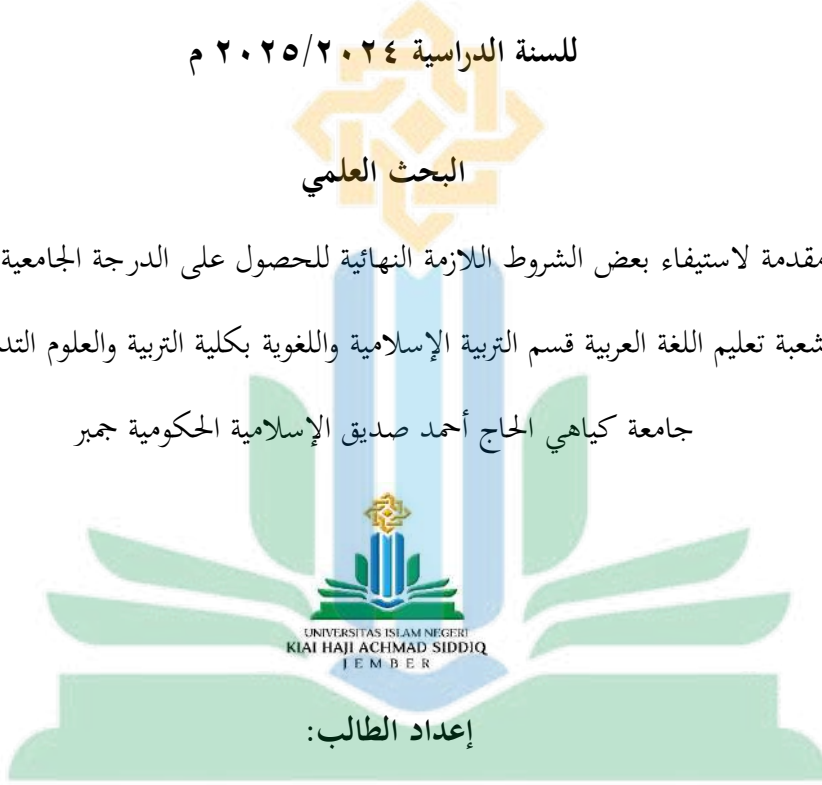 للسنة الدراسية ٢٠٢٥/٢٠٢٤ م
البحث العلمي
مقدمة لاستيفاء بعض الشروط اللازمة النهائية للحصول على الدرجة الجامعية
شعبة تعليم اللغة العربية قسم التربية الإسلامية واللغوية بكلية التربية والعلوم
جامعة كياهي الحاج أحمد صديق الإسلامية الحكومية جمبر
UNIVERSITAS ISLAM NEGERI
KIAI HAJI ACHMAD SIDDIQ
JEMBER
إعداد الطالب: